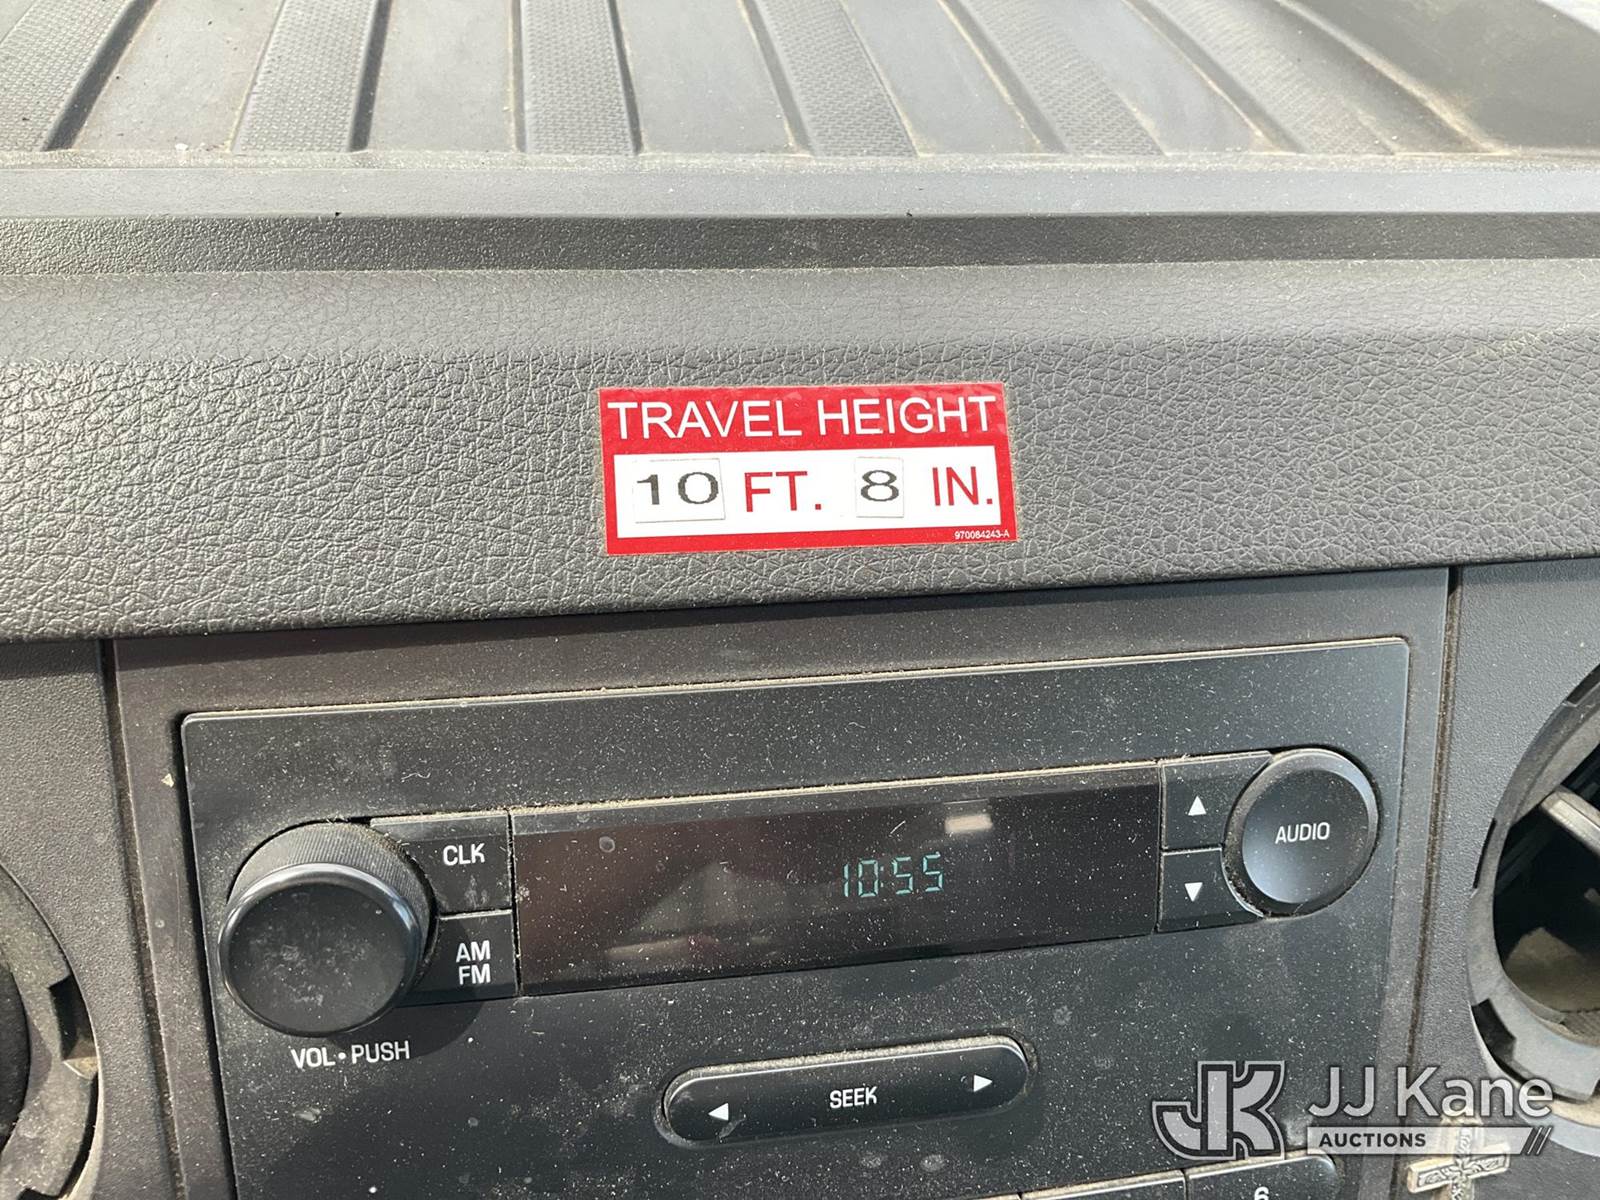 TRAVEL HEIGHT
10 FT. 8 IN.
970064243-A
CLK
10:55
AUDIO
AM
FM
VOL•PUSH
SEEK
6
JK JJ Kane
AUCTIONS